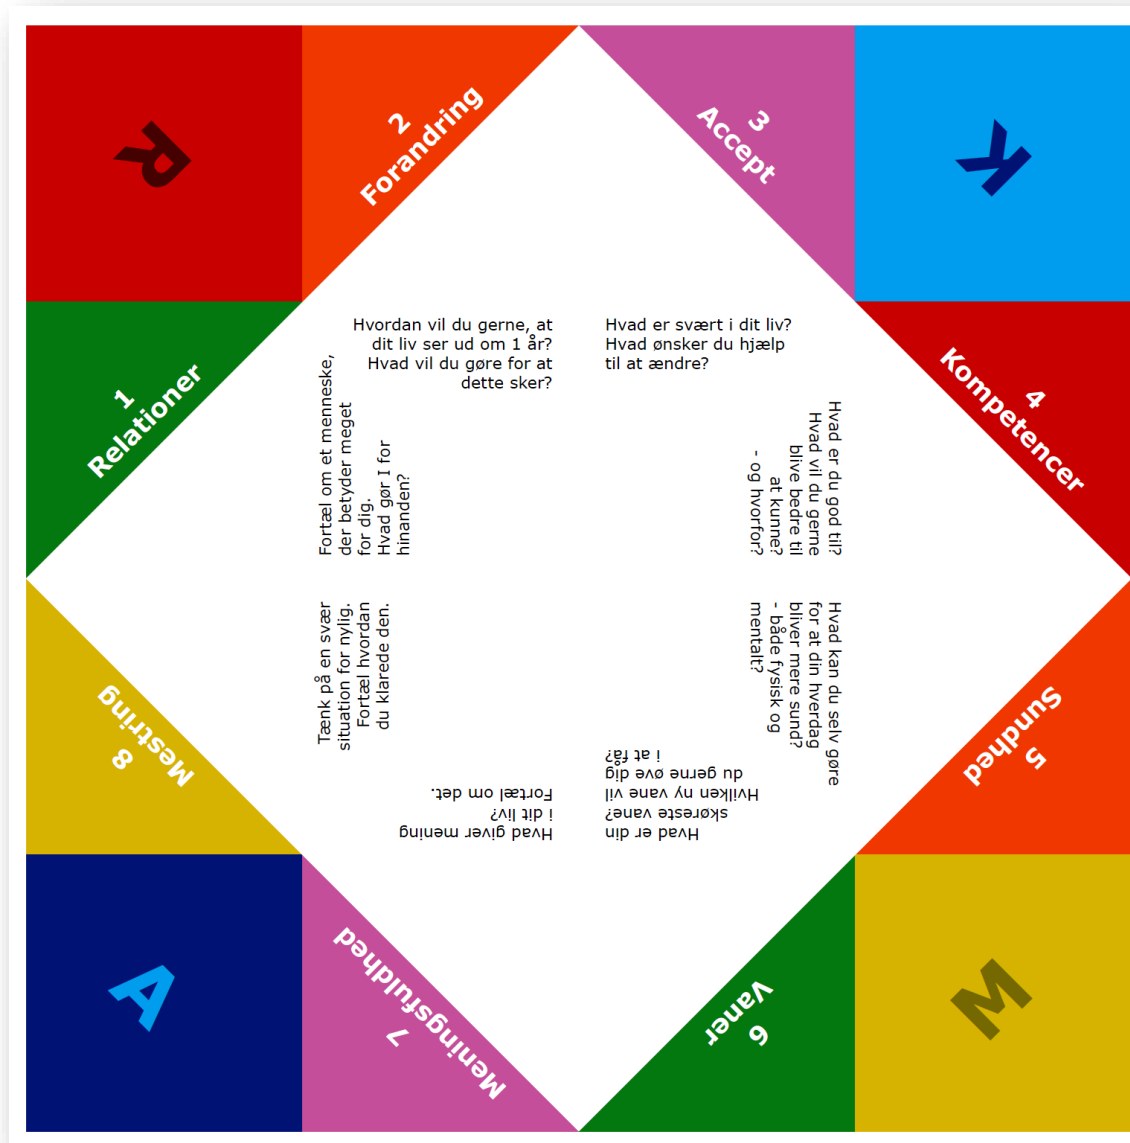 R
2
Forandring
3
Accept
K
1
Relationer
4
Kompetencer
Hvordan vil du gerne, at
dit liv ser ud om 1 år?
Hvad vil du gøre for at
dette sker?
Hvad er svært i dit liv?
Hvad ønsker du hjælp
til at ændre?
Fortæl om et menneske,
der betyder meget
for dig.
Hvad gør I for
hinanden?
Hvad er du god til?
Hvad vil du gerne
blive bedre til
at kunne?
- og hvorfor?
Tænk på en svær
situation for nylig.
Fortæl hvordan
du klarede den.
Hvad kan du selv gøre
for at din hverdag
bliver mere sund?
- både fysisk og
mentalt?
Hvad giver mening
i dit liv?
Fortæl om det.
Hvad er din
skøreste vane?
Hvilken ny vane vil
du gerne øve dig
i at få?
8
Mestring
5
Sundhed
A
7
Meningsfuldhed
6
Vaner
M